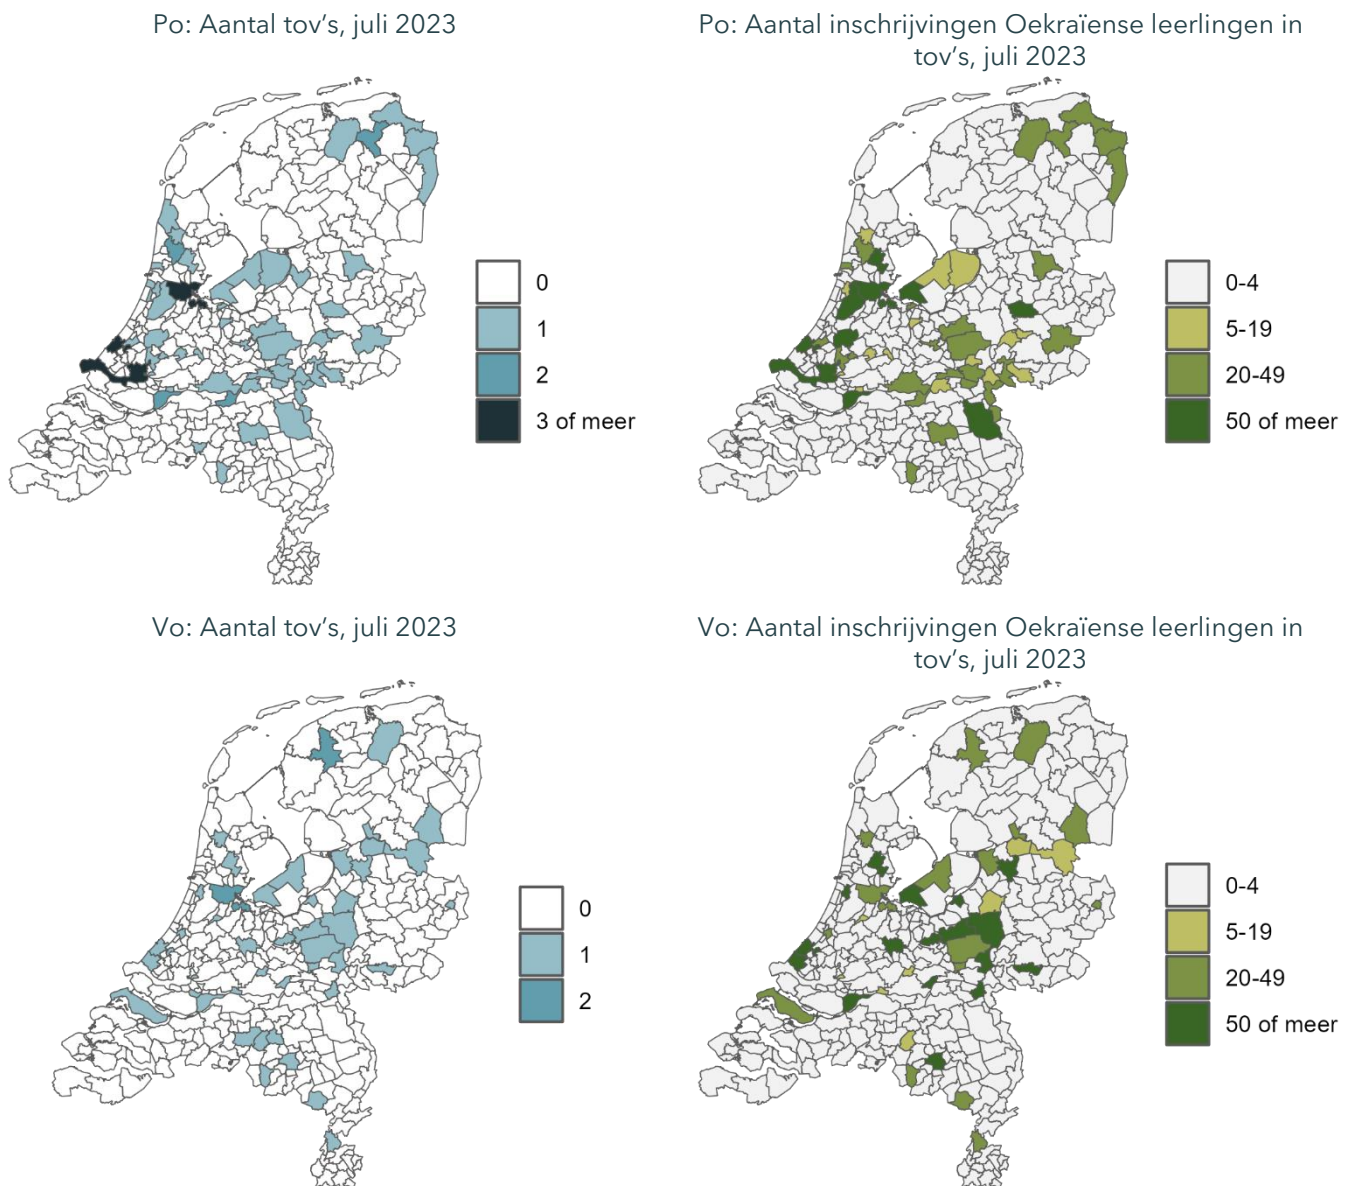 Po: Aantal tov's, juli 2023
Po: Aantal inschrijvingen Oekraïense leerlingen in
tov's, juli 2023
0
1
2
3 of meer
0-4
5-19
20-49
50 of meer
Vo: Aantal tov's, juli 2023
Vo: Aantal inschrijvingen Oekraïense leerlingen in
tov's, juli 2023
0
1
2
0-4
5-19
20-49
50 of meer